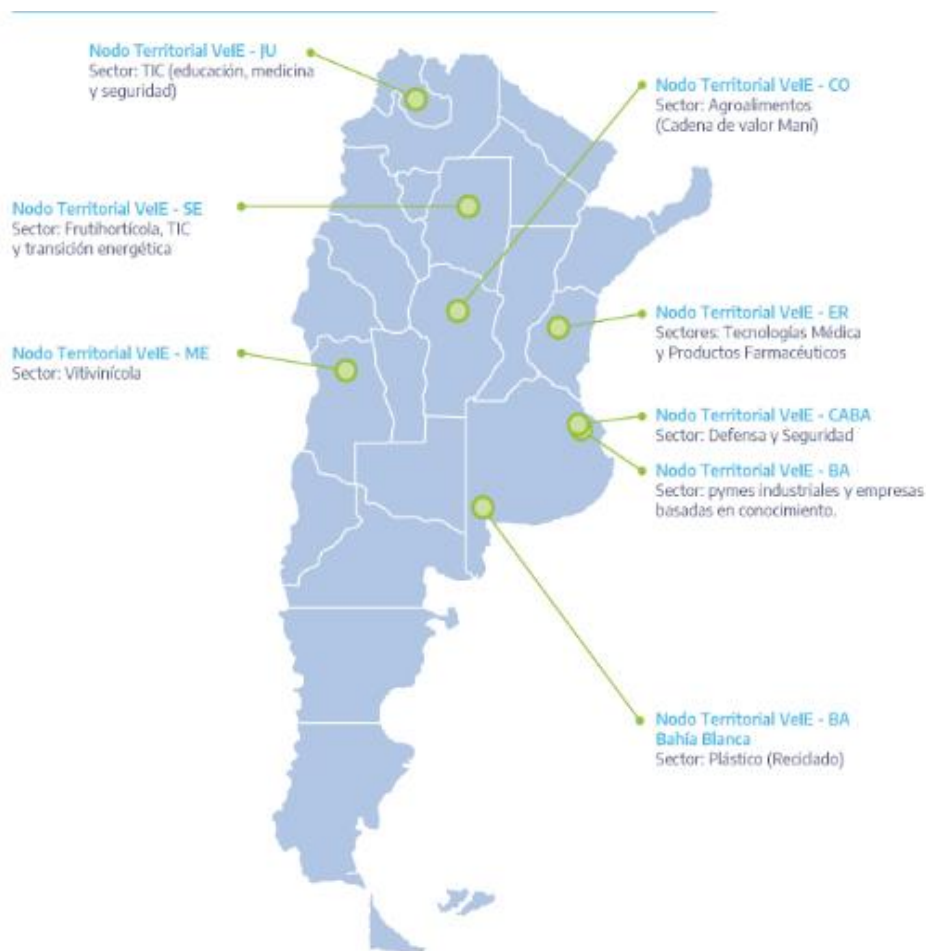 Nodo Territorial VeIE - JU
Sector: TIC (educación, medicina
y seguridad)
Nodo Territorial VeIE - CO
Sector: Agroalimentos
(Cadena de valor Maní)
Nodo Territorial VeIE - SE
Sector: Frutihortícola, TIC
y transición energética
Nodo Territorial VeIE - ER
Sectores: Tecnologías Médica
y Productos Farmacéuticos
Nodo Territorial VeIE - ME
Sector: Vitivinícola
Nodo Territorial VeIE - CABA
Sector: Defensa y Seguridad
Nodo Territorial VeIE - BA
Sector: pymes industriales y empresas
basadas en conocimiento.
Nodo Territorial VeIE - BA
Bahía Blanca
Sector: Plástico (Reciclado)